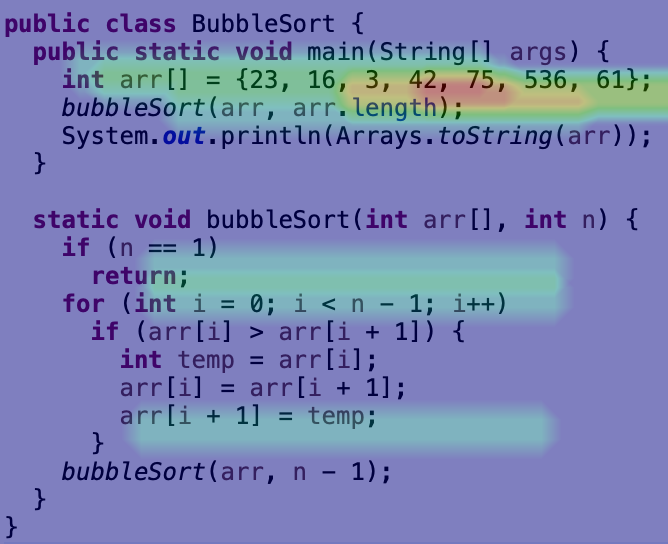 public class BubbleSort {
  public static void main(String[] args) {
    int arr[] = {23, 16, 3, 42, 75, 536, 61};
    bubbleSort(arr, arr.length);
    System.out.println(Arrays.toString(arr));
  }

  static void bubbleSort(int arr[], int n) {
    if (n == 1)
      return;
    for (int i = 0; i < n - 1; i++)
      if (arr[i] > arr[i + 1]) {
        int temp = arr[i];
        arr[i] = arr[i + 1];
        arr[i + 1] = temp;
      }
    bubbleSort(arr, n - 1);
  }
}